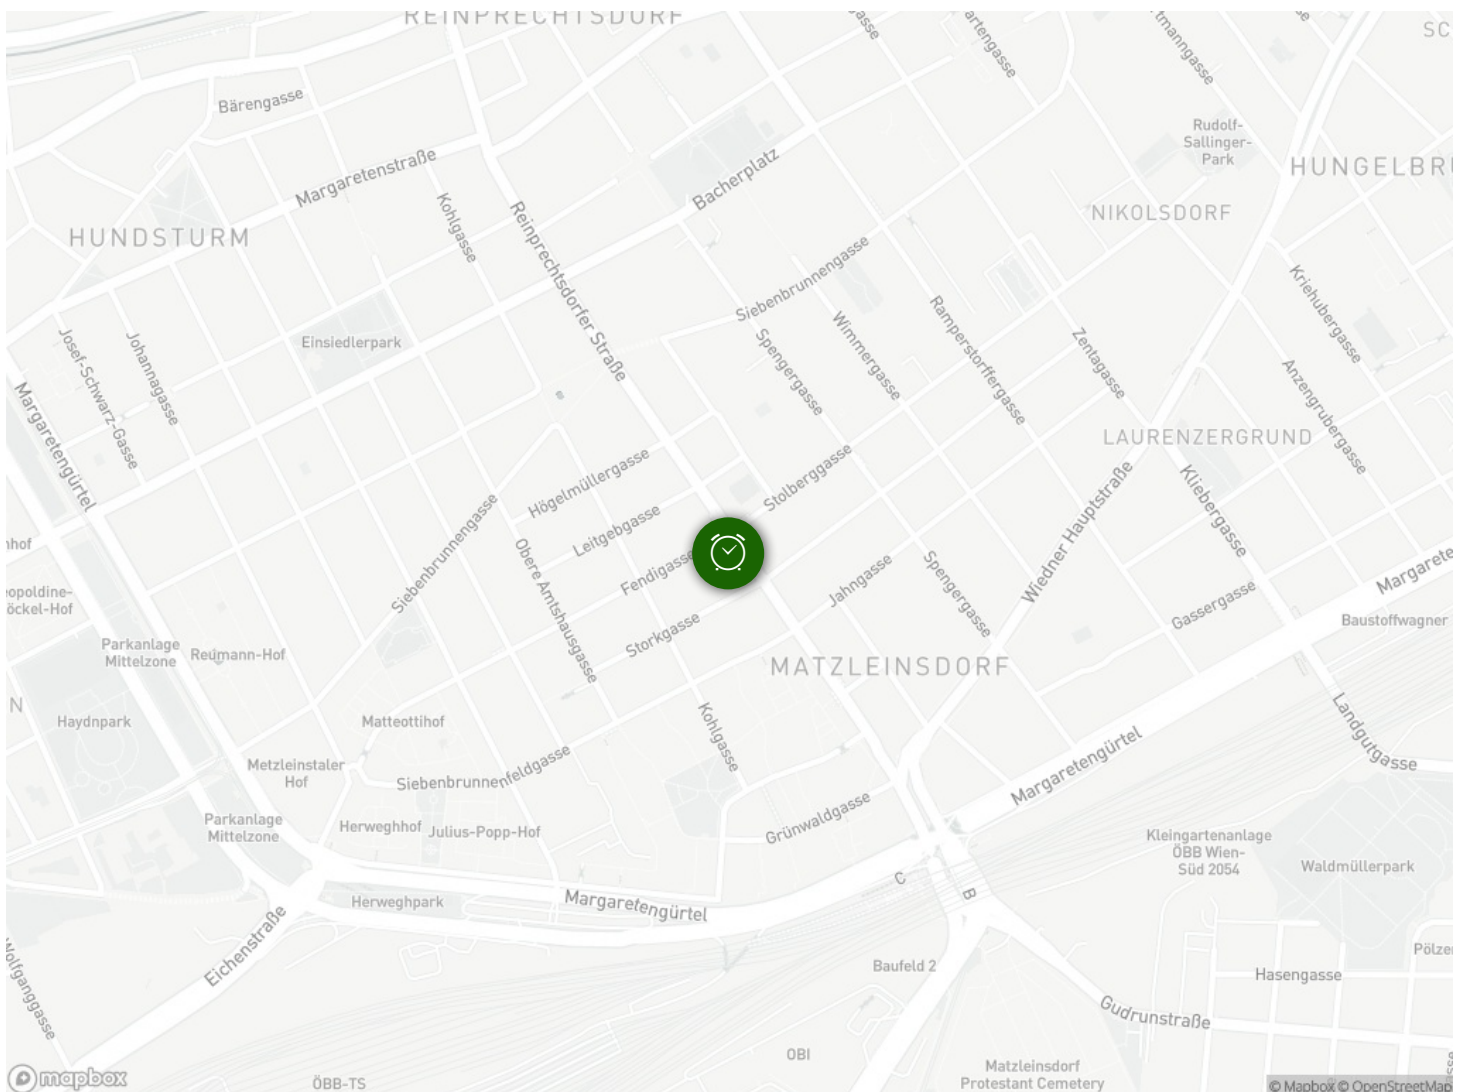 REINPRECHTSDORF
Bärengasse
Margaretenstraße
Kohlgasse
Bacherplatz
Rudolf-
Sallinger-
Park
NIKOLSDORF
HUNDSTURM
Reinprechtsdorfer Straße
Siebenbrunnengasse
Einsiedlerpark
Josef-Schwarz-Gasse
Johannagasse
Margaretengürtel
Spengergasse
Wimmergasse
Ramperstorffergasse
Zentagasse
Kriehubergasse
Anzengrubergasse
LAURENZERGRUND
Högelmüllergasse
Leitgebgasse
Fendigasse
Storkgasse
Stolberggasse
Siebenbrunnengasse
Obere Amtshausgasse
Jahngasse
Spengergasse
Wiedner Hauptstraße
Kliebergasse
Gassergasse
Baustoffwagner
Parkanlage
Mittelzone
Reumann-Hof
MATZLEINSDORF
Haydnpark
Matteottihof
Kohlgasse
Landgutgasse
Metzleinstaler
Hof
Siebenbrunnenfeldgasse
Margaretengürtel
Parkanlage
Mittelzone
Herweghhof
Julius-Popp-Hof
Grünwaldgasse
Kleingartenanlage
ÖBB Wien-
Süd 2054
Waldmüllerpark
Herweghpark
Margaretengürtel
C
B
Eichenstraße
Baufeld 2
Hasengasse
Gudrunstraße
OBI
Matzleinsdorf
Protestant Cemetery
ÖBB-TS
mapbox
© Mapbox © OpenStreetMap